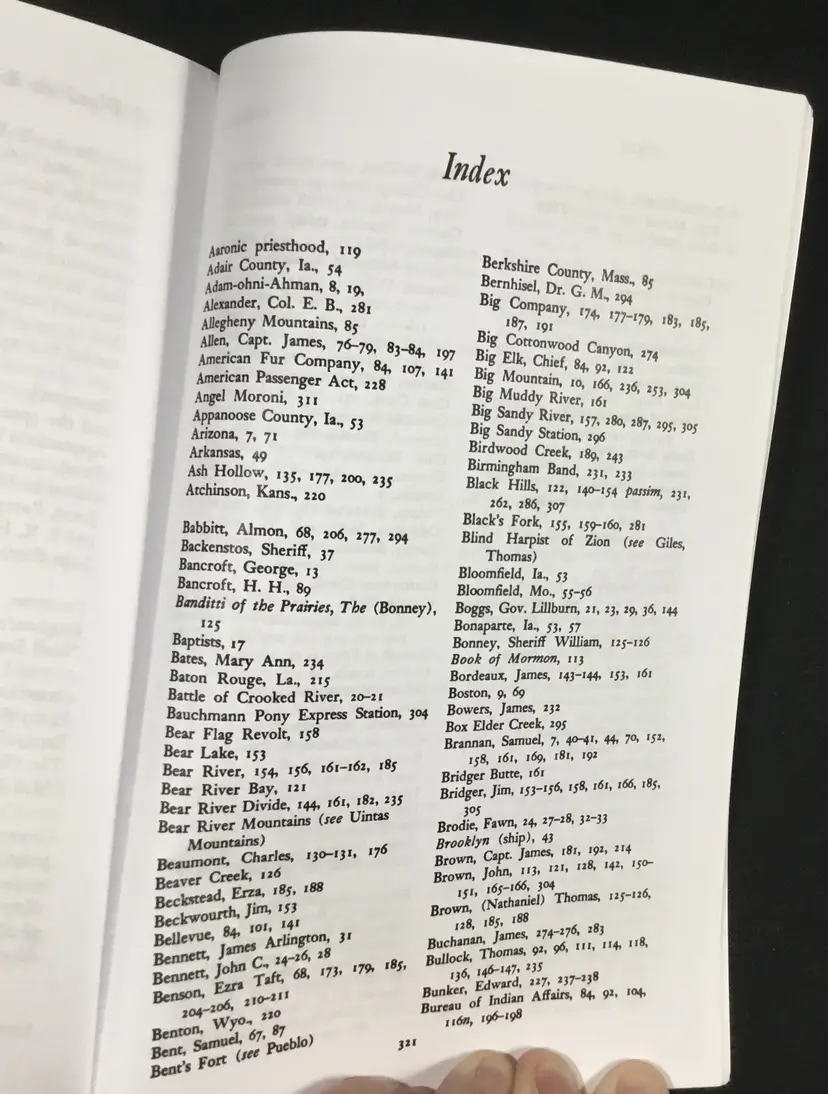 Index
Aaronic priesthood, 119
Adair County, Ia., 54
Adam-ohni-Ahman, 8, 19,
Alexander, Col. E. B., 281
Allegheny Mountains, 85
Allen, Capt. James, 76-79, 83-84, 197
American Fur Company, 84, 107, 141
American Passenger Act, 228
Angel Moroni, 311
Appanoose County, Ia., 53
Arizona, 7, 71
Arkansas, 49
Ash Hollow, 135, 177, 200, 235
Atchinson, Kans., 220
Babbitt, Almon, 68, 206, 277, 294
Backenstos, Sheriff, 37
Bancroft, George, 13
Bancroft, H. H., 89
Banditti of the Prairies, The (Bonney),
125
Baptists, 17
Bates, Mary Ann, 234
Baton Rouge, La., 215
Battle of Crooked River, 20-21
Bauchmann Pony Express Station, 304
Bear Flag Revolt, 158
Bear Lake, 153
Bear River, 154, 156, 161-162, 185
Bear River Bay, 121
Bear River Divide, 144, 161, 182, 235
Bear River Mountains (see Uintas
Mountains)
Beaumont, Charles, 130-131, 176
Beaver Creek, 126
Beckstead, Erza, 185, 188
Beckwourth, Jim, 153
Bellevue, 84, 101, 141
Bennett, James Arlington, 31
Bennett, John C., 24-26, 28
Benson, Ezra Taft, 68, 173, 179, 185,
204-206, 210-211
Benton, Wyo., 220
Bent, Samuel, 67, 87
Bent's Fort (see Pueblo)
Berkshire County, Mass., 85
Bernhisel, Dr. G. M., 294
Big Company, 174, 177-179, 183, 185,
187, 191
Big Cottonwood Canyon, 274
Big Elk, Chief, 84, 92, 122
Big Mountain, 10, 166, 236, 253, 304
Big Muddy River, 161
Big Sandy River, 157, 280, 287, 295, 305
Big Sandy Station, 296
Birdwood Creek, 189, 243
Birmingham Band, 231, 233
Black Hills, 122, 140-154 passim, 231,
262, 286, 307
Black's Fork, 155, 159-160, 281
Blind Harpist of Zion (see Giles,
Thomas)
Bloomfield, Ia., 53
Bloomfield, Mo., 55-56
Boggs, Gov. Lillburn, 21, 23, 29, 36, 144
Bonaparte, Ia., 53, 57
Bonney, Sheriff William, 125-126
Book of Mormon, 113
Bordeaux, James, 143-144, 153, 161
Boston, 9, 69
Bowers, James, 232
Box Elder Creek, 295
Brannan, Samuel, 7, 40-41, 44, 70, 152,
158, 161, 169, 181, 192
Bridger Butte, 161
Bridger, Jim, 153-156, 158, 161, 166, 185,
305
Brodie, Fawn, 24, 27-28, 32-33
Brooklyn (ship), 43
Brown, Capt. James, 181, 192, 214
Brown, John, 113, 121, 128, 142, 150-
151, 165-166, 304
Brown, (Nathaniel) Thomas, 125-126,
128, 185, 188
Buchanan, James, 274-276, 283
Bullock, Thomas, 92, 96, 111, 114, 118,
136, 146-147, 235
Bunker, Edward, 227, 237-238
Bureau of Indian Affairs, 84, 92, 104,
116n, 196-198
321